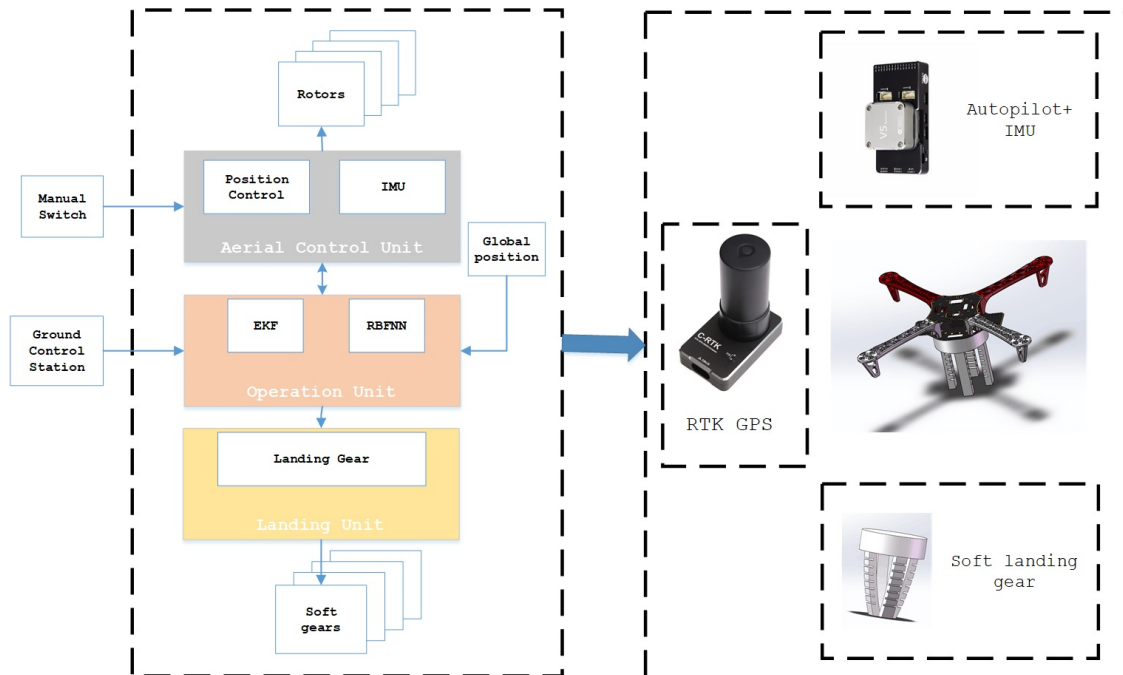 Rotors
Position
Control
IMU
Aerial Control Unit
Manual
Switch
Global
position
EKF
RBFNN
Operation Unit
Ground
Control
Station
Landing Gear
Landing Unit
Soft
gears
Autopilot+
IMU
VS
C-RTK
RTK GPS
Soft landing
gear